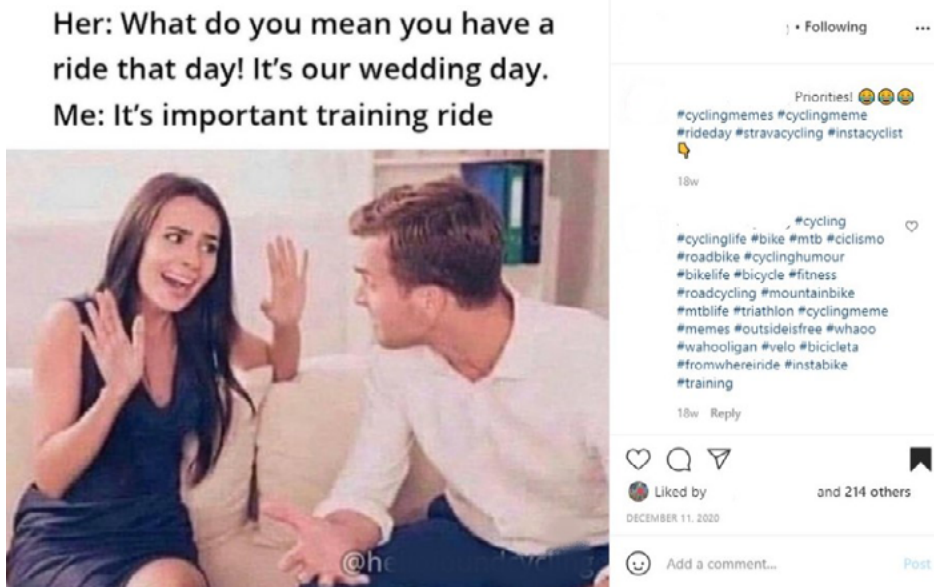 Her: What do you mean you have a
ride that day! It's our wedding day.
Me: It's important training ride
• Following
Priorities! 😂😂😂
#cyclingmemes #cyclingmeme
#rideday #stravacycling #instacyclist
👇
18w
#cycling
#cyclinglife #bike #mtb #ciclismo
#roadbike #cyclinghumour
#bikelife #bicycle #fitness
#roadcycling #mountainbike
#mtblife #triathlon #cyclingmeme
#memes #outsideisfree #whaoo
#wahooligan #velo #bicicleta
#fromwhereiride #instabike
#training
18w Reply
Liked by and 214 others
DECEMBER 11, 2020
Add a comment... Post